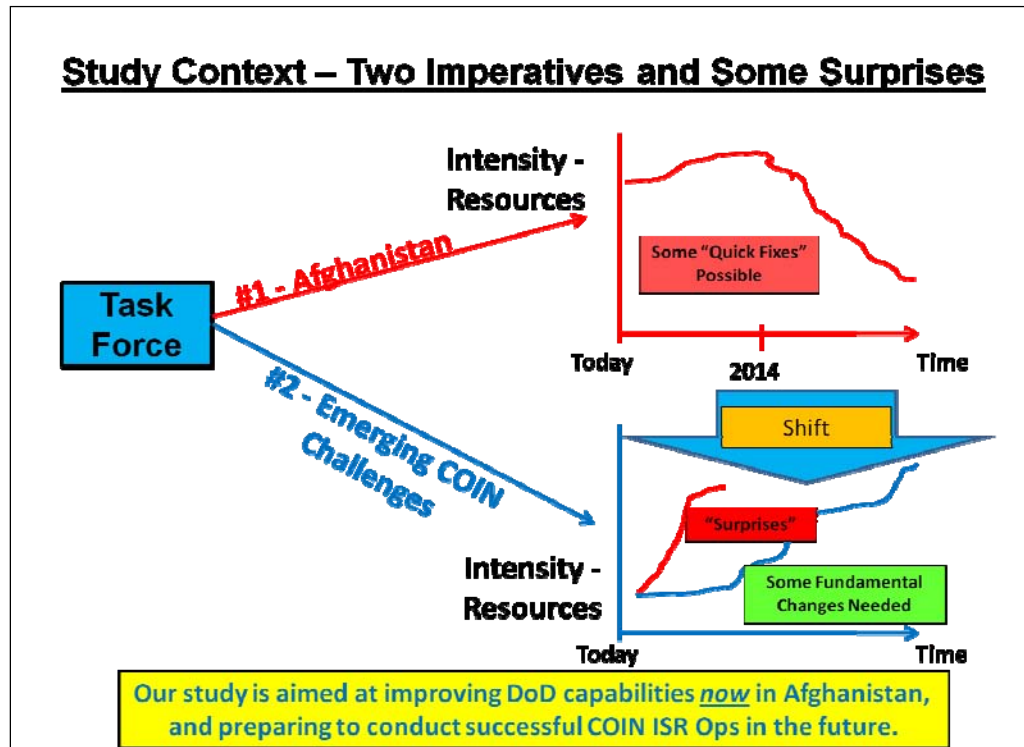 Study Context – Two Imperatives and Some Surprises
Intensity -
Resources
Some “Quick Fixes”
Possible
#1 - Afghanistan
Task
Force
Today
2014
Time
#2 - Emerging COIN
Challenges
Shift
“Surprises”
Intensity -
Resources
Some Fundamental
Changes Needed
Today
Time
Our study is aimed at improving DoD capabilities now in Afghanistan,
and preparing to conduct successful COIN ISR Ops in the future.